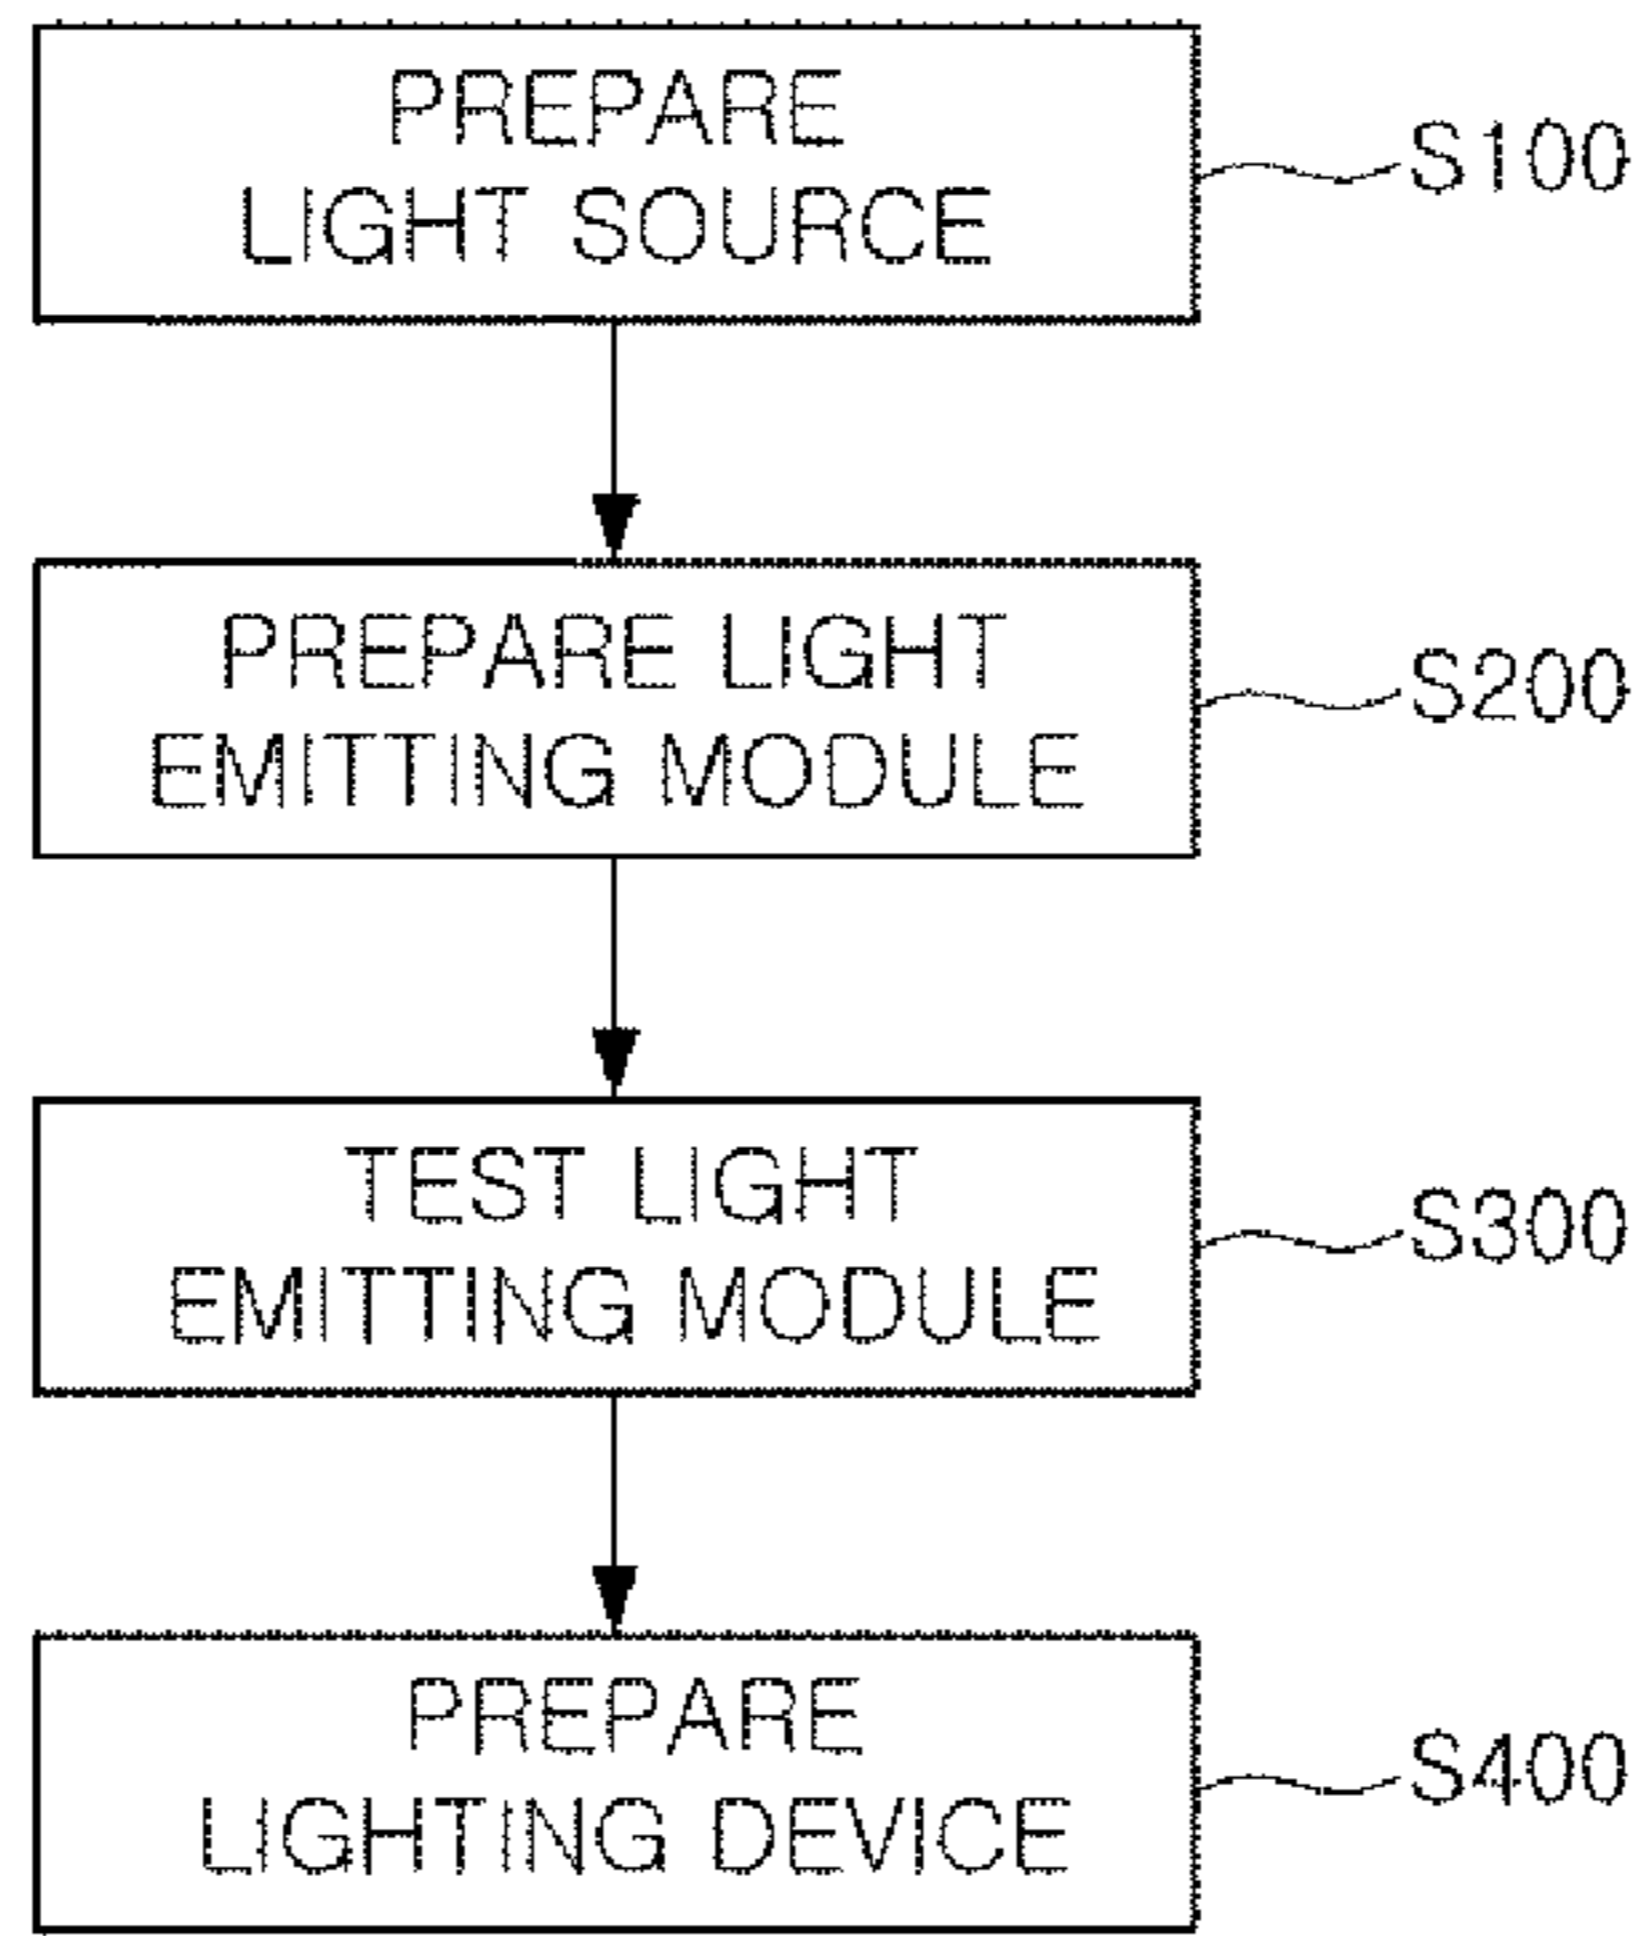 PREPARE
LIGHT SOURCE
S100
PREPARE LIGHT
EMITTING MODULE
S200
TEST LIGHT
EMITTING MODULE
S300
PREPARE
LIGHTING DEVICE
S400